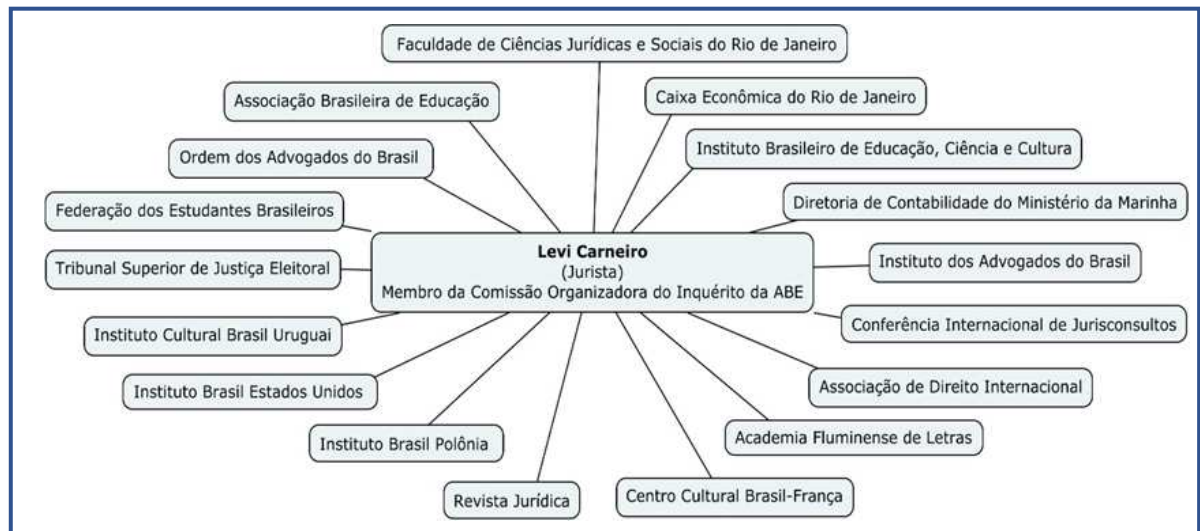 Faculdade de Ciências Jurídicas e Sociais do Rio de Janeiro
Associação Brasileira de Educação
Caixa Econômica do Rio de Janeiro
Ordem dos Advogados do Brasil
Instituto Brasileiro de Educação, Ciência e Cultura
Federação dos Estudantes Brasileiros
Diretoria de Contabilidade do Ministério da Marinha
Levi Carneiro
(Jurista)
Membro da Comissão Organizadora do Inquérito da ABE
Tribunal Superior de Justiça Eleitoral
Instituto dos Advogados do Brasil
Instituto Cultural Brasil Uruguai
Conferência Internacional de Jurisconsultos
Instituto Brasil Estados Unidos
Associação de Direito Internacional
Instituto Brasil Polônia
Academia Fluminense de Letras
Revista Jurídica
Centro Cultural Brasil-França